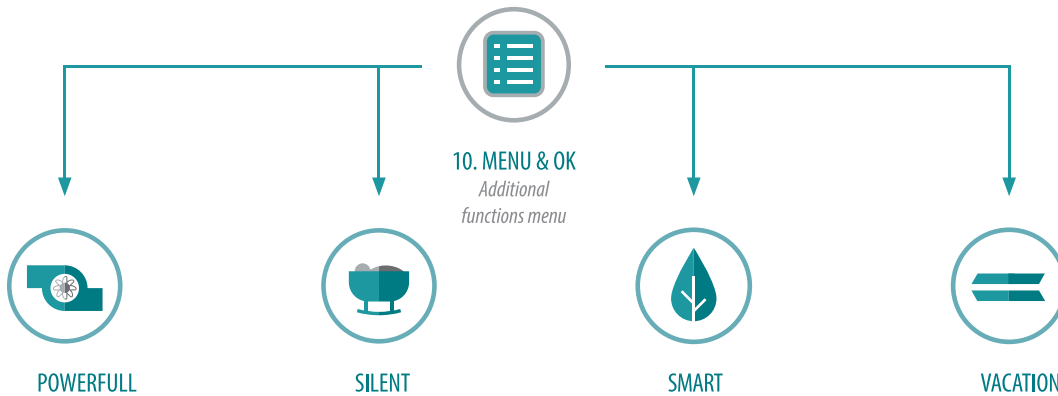 10. MENU & OK
Additional
functions menu
POWERFULL
SILENT
SMART
VACATION